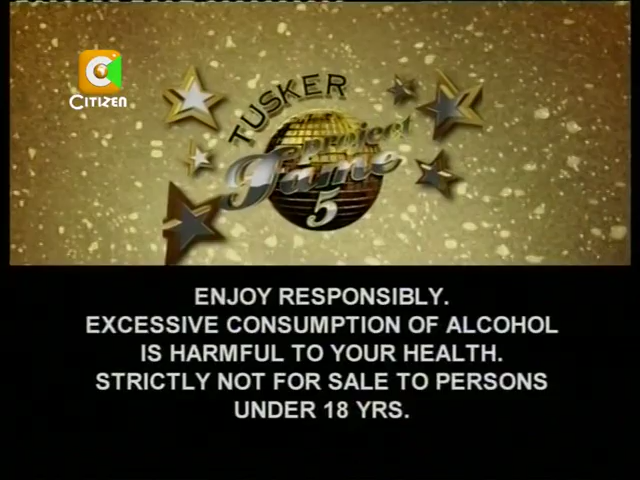 CITIZEN
TUSKER
project
Fame
5
ENJOY RESPONSIBLY.
EXCESSIVE CONSUMPTION OF ALCOHOL
IS HARMFUL TO YOUR HEALTH.
STRICTLY NOT FOR SALE TO PERSONS
UNDER 18 YRS.